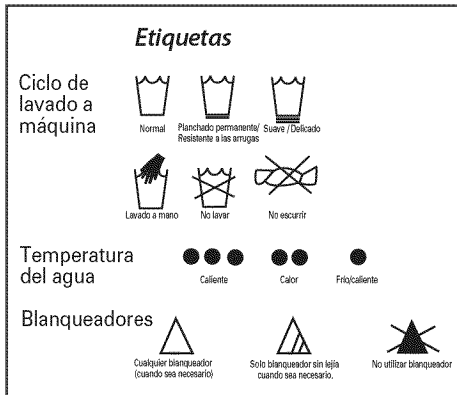 Etiquetas
Ciclo de
lavado a
máquina
Normal
Planchado permanente/
Resistente a las arrugas
Suave / Delicado
Lavado a mano
No lavar
No escurrir
Temperatura
del agua
Caliente
Calor
Frío/caliente
Blanqueadores
Cualquier blanqueador
(cuando sea necesario)
Solo blanqueador sin lejía
cuando sea necesario.
No utilizar blanqueador